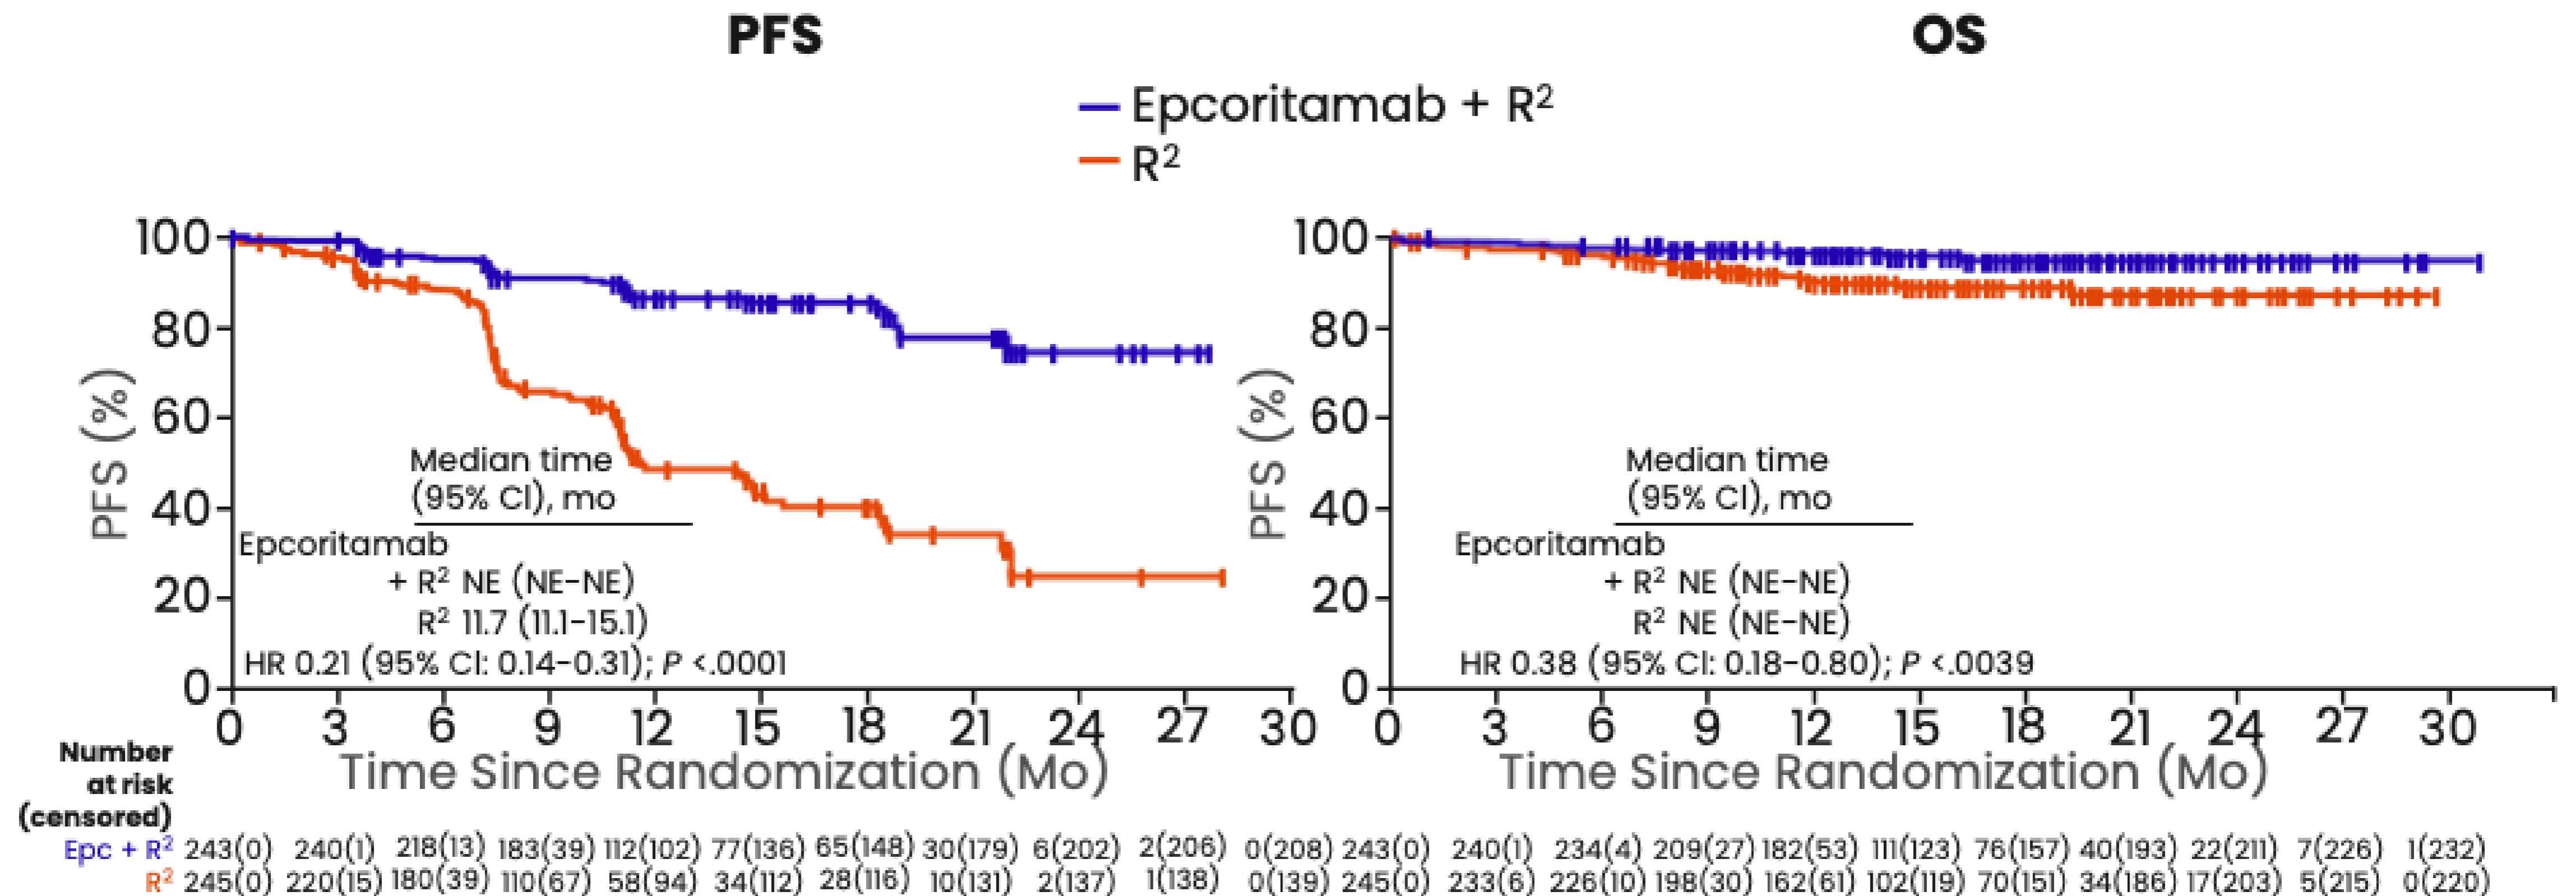 PFS
OS
Epcoritamab + R²
R²
100
80
60
40
20
0
PFS (%)
Median time
(95% CI), mo
Epcoritamab
+ R² NE (NE-NE)
R² 11.7 (11.1-15.1)
HR 0.21 (95% CI: 0.14-0.31); P <.0001
0 3 6 9 12 15 18 21 24 27 30
Time Since Randomization (Mo)
100
80
60
40
20
0
PFS (%)
Median time
(95% CI), mo
Epcoritamab
+ R² NE (NE-NE)
R² NE (NE-NE)
HR 0.38 (95% CI: 0.18-0.80); P <.0039
0 3 6 9 12 15 18 21 24 27 30
Time Since Randomization (Mo)
Number
at risk
(censored)
Epc + R² 243(0) 240(1) 218(13) 183(39) 112(102) 77(136) 65(148) 30(179) 6(202) 2(206) 0(208) 243(0) 240(1) 234(4) 209(27) 182(53) 111(123) 76(157) 40(193) 22(211) 7(226) 1(232)
R² 245(0) 220(15) 180(39) 110(67) 58(94) 34(112) 28(116) 10(131) 2(137) 1(138) 0(139) 245(0) 233(6) 226(10) 198(30) 162(61) 102(119) 70(151) 34(186) 17(203) 5(215) 0(220)